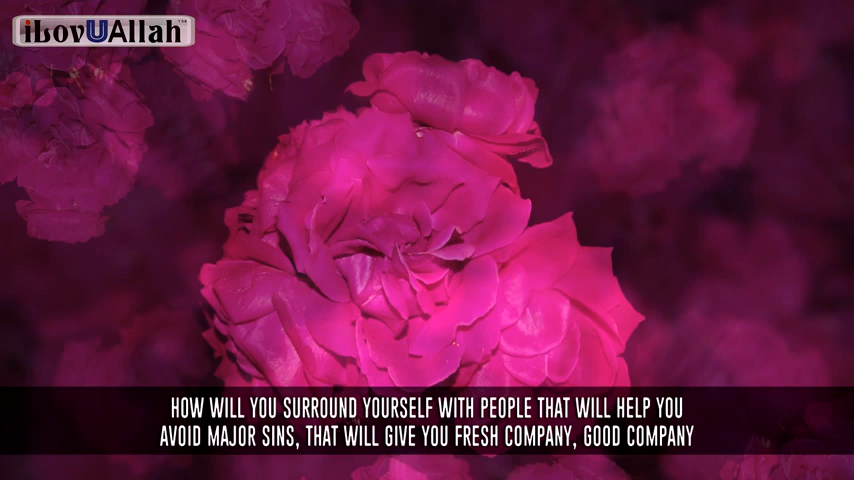 iLovUAllah™
HOW WILL YOU SURROUND YOURSELF WITH PEOPLE THAT WILL HELP YOU
AVOID MAJOR SINS, THAT WILL GIVE YOU FRESH COMPANY, GOOD COMPANY